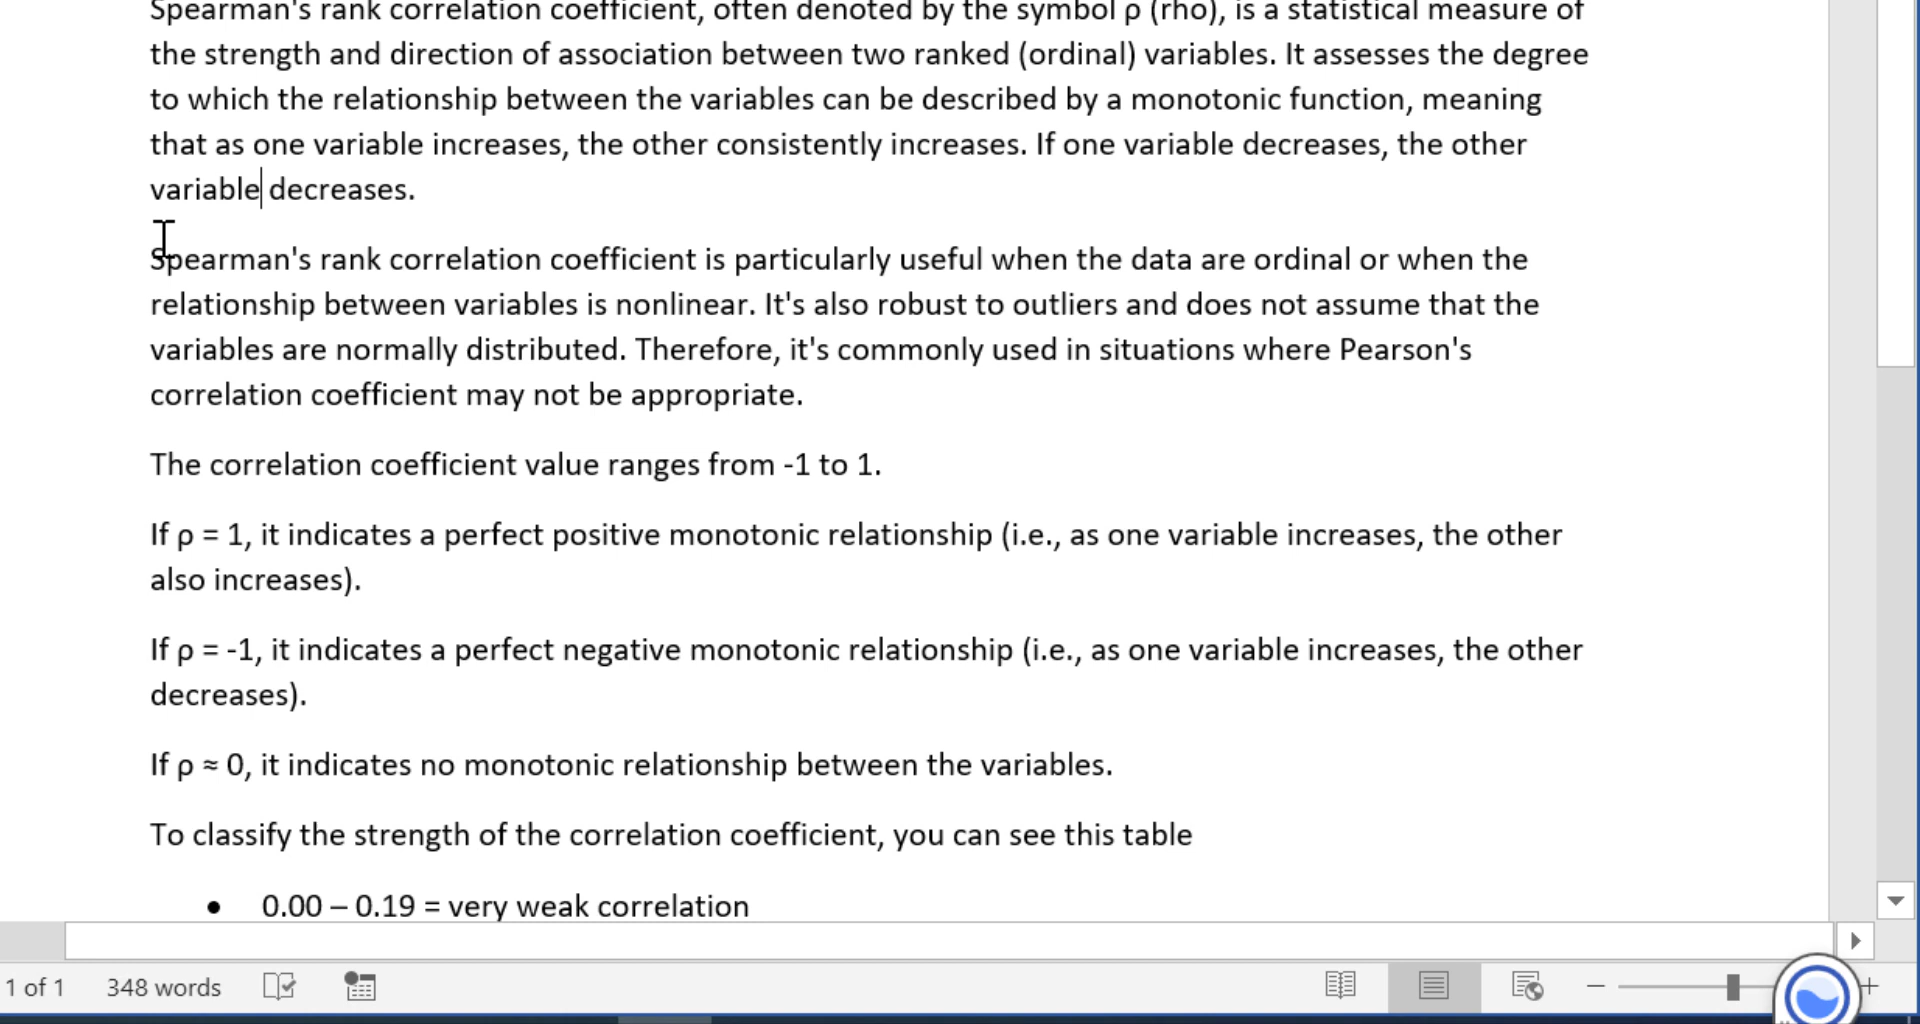 Spearman's rank correlation coefficient, often denoted by the symbol ρ (rho), is a statistical measure of
the strength and direction of association between two ranked (ordinal) variables. It assesses the degree
to which the relationship between the variables can be described by a monotonic function, meaning
that as one variable increases, the other consistently increases. If one variable decreases, the other
variable decreases.
Spearman's rank correlation coefficient is particularly useful when the data are ordinal or when the
relationship between variables is nonlinear. It's also robust to outliers and does not assume that the
variables are normally distributed. Therefore, it's commonly used in situations where Pearson's
correlation coefficient may not be appropriate.
The correlation coefficient value ranges from -1 to 1.
If ρ = 1, it indicates a perfect positive monotonic relationship (i.e., as one variable increases, the other
also increases).
If ρ = -1, it indicates a perfect negative monotonic relationship (i.e., as one variable increases, the other
decreases).
If ρ ≈ 0, it indicates no monotonic relationship between the variables.
To classify the strength of the correlation coefficient, you can see this table
● 0.00 – 0.19 = very weak correlation
1 of 1 348 words